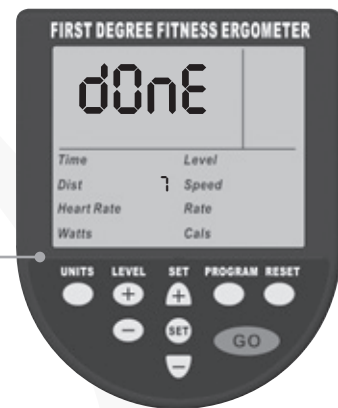 FIRST DEGREE FITNESS ERGOMETER
dOnE
Time Level
Dist 7 Speed
Heart Rate Rate
Watts Cals
UNITS LEVEL SET PROGRAM RESET
+ +
− SET GO
−